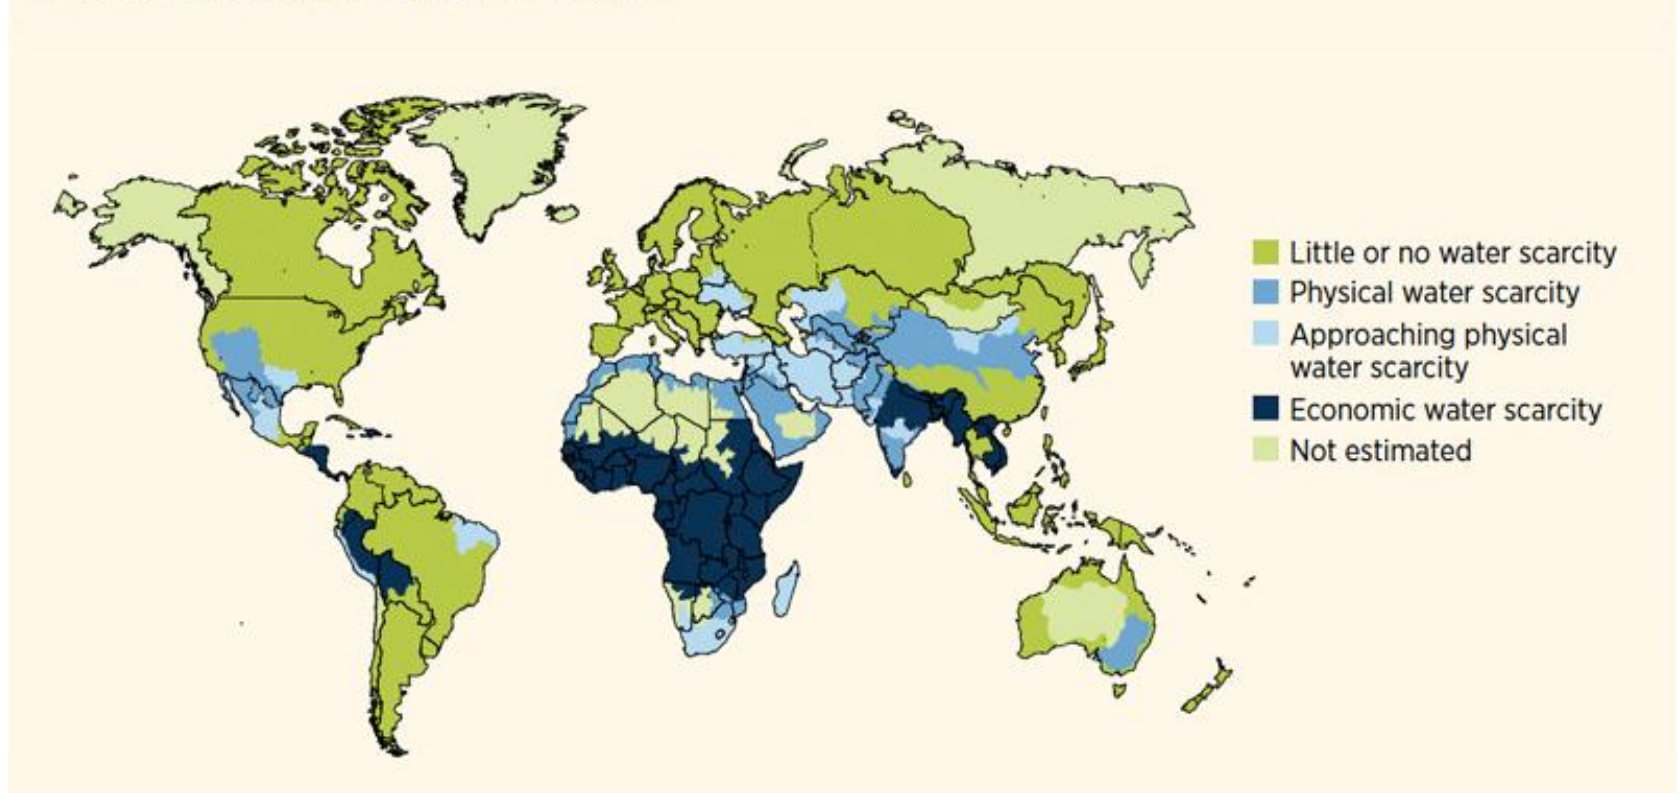 Little or no water scarcity
Physical water scarcity
Approaching physical
water scarcity
Economic water scarcity
Not estimated